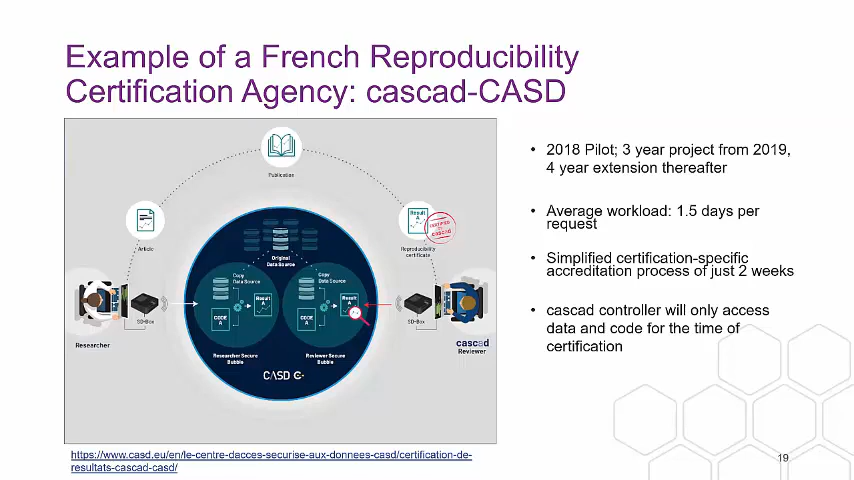 Example of a French Reproducibility
Certification Agency: cascad-CASD
Publication
Article
Result
A
CERTIFIED
by
cascad
Reproducibility
certificate
Original
Data Source
Copy
Data Source
Result
A
CODE
A
Researcher Secure
Bubble
Copy
Data Source
Result
A
CODE
A
Reviewer Secure
Bubble
CASD
SD-Box
Researcher
SD-Box
cascad
Reviewer
• 2018 Pilot; 3 year project from 2019,
4 year extension thereafter
• Average workload: 1.5 days per
request
• Simplified certification-specific
accreditation process of just 2 weeks
• cascad controller will only access
data and code for the time of
certification
https://www.casd.eu/en/le-centre-dacces-securise-aux-donnees-casd/certification-de-
resultats-cascad-casd/
19